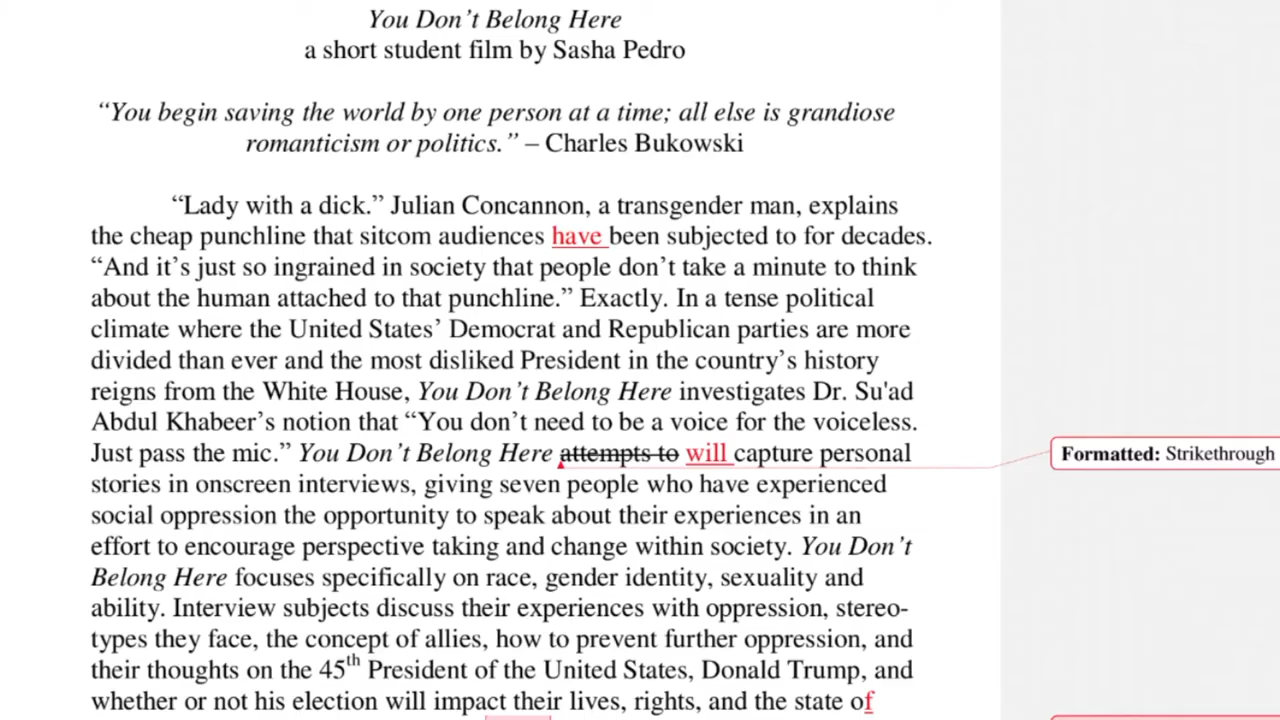 You Don’t Belong Here
a short student film by Sasha Pedro
“You begin saving the world by one person at a time; all else is grandiose
romanticism or politics.” – Charles Bukowski
“Lady with a dick.” Julian Concannon, a transgender man, explains
the cheap punchline that sitcom audiences have been subjected to for decades.
“And it’s just so ingrained in society that people don’t take a minute to think
about the human attached to that punchline.” Exactly. In a tense political
climate where the United States’ Democrat and Republican parties are more
divided than ever and the most disliked President in the country’s history
reigns from the White House, You Don’t Belong Here investigates Dr. Su'ad
Abdul Khabeer’s notion that “You don’t need to be a voice for the voiceless.
Just pass the mic.” You Don’t Belong Here attempts to will capture personal
stories in onscreen interviews, giving seven people who have experienced
social oppression the opportunity to speak about their experiences in an
effort to encourage perspective taking and change within society. You Don’t
Belong Here focuses specifically on race, gender identity, sexuality and
ability. Interview subjects discuss their experiences with oppression, stereo-
types they face, the concept of allies, how to prevent further oppression, and
their thoughts on the 45th President of the United States, Donald Trump, and
whether or not his election will impact their lives, rights, and the state of
Formatted: Strikethrough